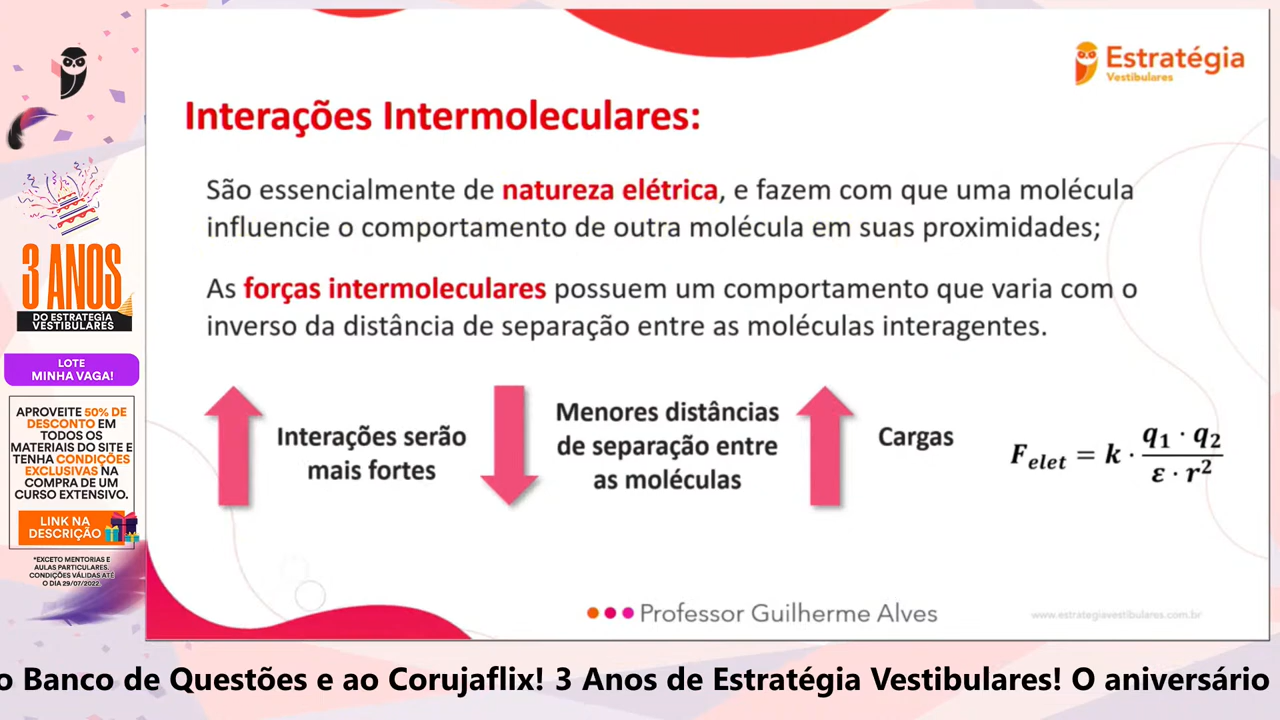 Estratégia
Vestibulares
Interações Intermoleculares:
São essencialmente de natureza elétrica, e fazem com que uma molécula
influencie o comportamento de outra molécula em suas proximidades;
As forças intermoleculares possuem um comportamento que varia com o
inverso da distância de separação entre as moléculas interagentes.
Interações serão
mais fortes
Menores distâncias
de separação entre
as moléculas
Cargas
F_elet = k · (q₁ · q₂)/(ε · r²)
Professor Guilherme Alves
www.estrategiavestibulares.com.br
3 ANOS
DO ESTRATEGIA
VESTIBULARES
LOTE
MINHA VAGA!
APROVEITE 50% DE
DESCONTO EM
TODOS OS
MATERIAIS DO SITE E
TENHA CONDIÇÕES
EXCLUSIVAS NA
COMPRA DE UM
CURSO EXTENSIVO.
LINK NA
DESCRIÇÃO
*EXCETO MENTORIAS E
AULAS PARTICULARES.
CONDIÇÕES VÁLIDAS ATÉ
O DIA 29/07/2022.
o Banco de Questões e ao Corujaflix! 3 Anos de Estratégia Vestibulares! O aniversário